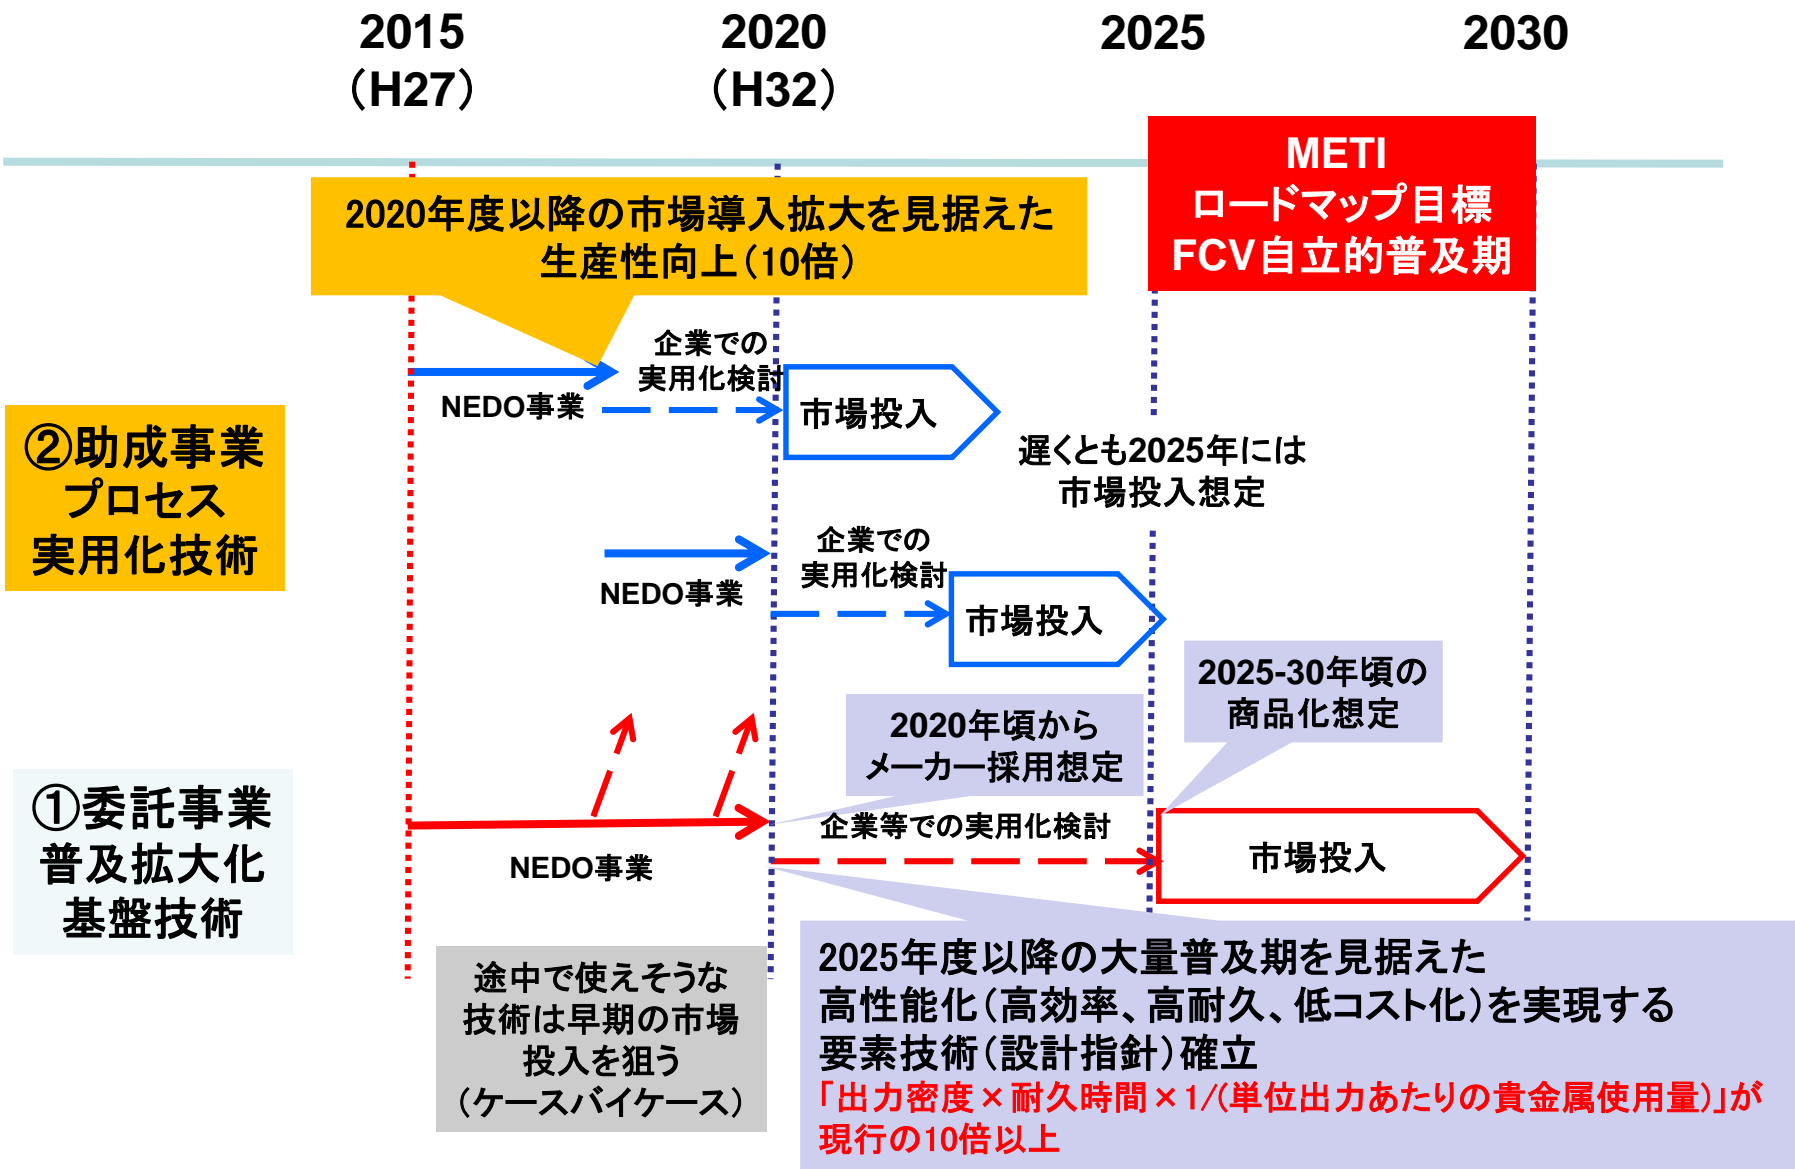 2015
（H27）
2020
（H32）
2025
2030
METI
ロードマップ目標
FCV自立的普及期
2020年度以降の市場導入拡大を見据えた
生産性向上（10倍）
②助成事業
プロセス
実用化技術
NEDO事業
企業での
実用化検討
市場投入
遅くとも2025年には
市場投入想定
NEDO事業
企業での
実用化検討
市場投入
2025-30年頃の
商品化想定
2020年頃から
メーカー採用想定
①委託事業
普及拡大化
基盤技術
NEDO事業
企業等での実用化検討
市場投入
途中で使えそうな
技術は早期の市場
投入を狙う
（ケースバイケース）
2025年度以降の大量普及期を見据えた
高性能化（高効率、高耐久、低コスト化）を実現する
要素技術（設計指針）確立
「出力密度×耐久時間×1/(単位出力あたりの貴金属使用量)」が
現行の10倍以上